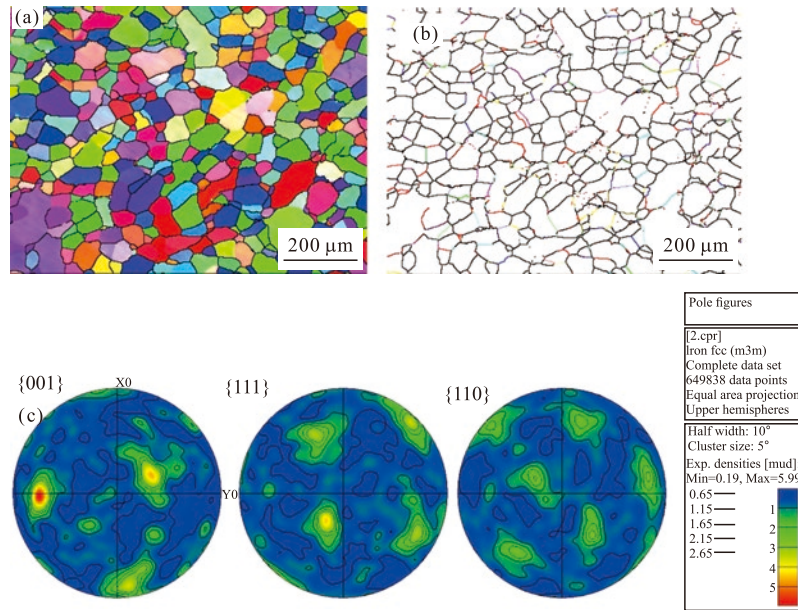 (a)
200 μm
(b)
200 μm
Pole figures
[2.cpr]
Iron fcc (m3m)
Complete data set
649838 data points
Equal area projection
Upper hemispheres
Half width: 10°
Cluster size: 5°
Exp. densities [mud]
Min=0.19, Max=5.99
0.65
1.15
1.65
2.15
2.65
1
2
3
4
5
{001}
X0
{111}
{110}
(c)
Y0